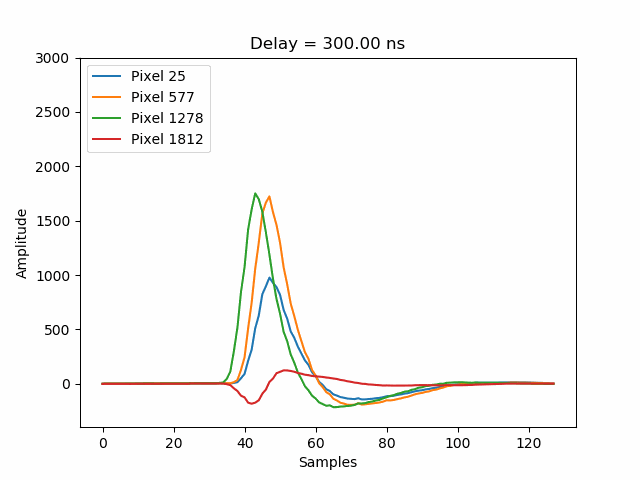 Delay = 300.00 ns
3000
2500
2000
1500
1000
500
0
Amplitude
Pixel 25
Pixel 577
Pixel 1278
Pixel 1812
0 20 40 60 80 100 120
Samples